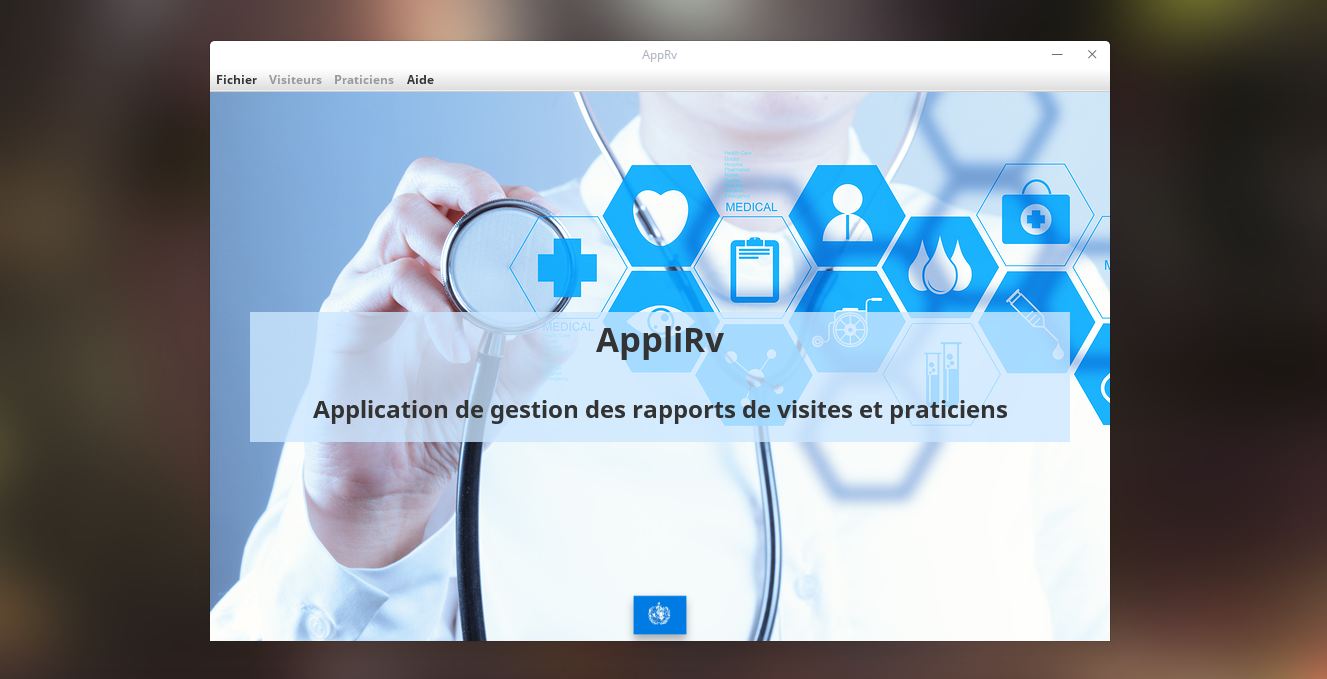 AppRv
Fichier Visiteurs Praticiens Aide
MEDICAL
MEDICAL
AppliRv
Application de gestion des rapports de visites et praticiens